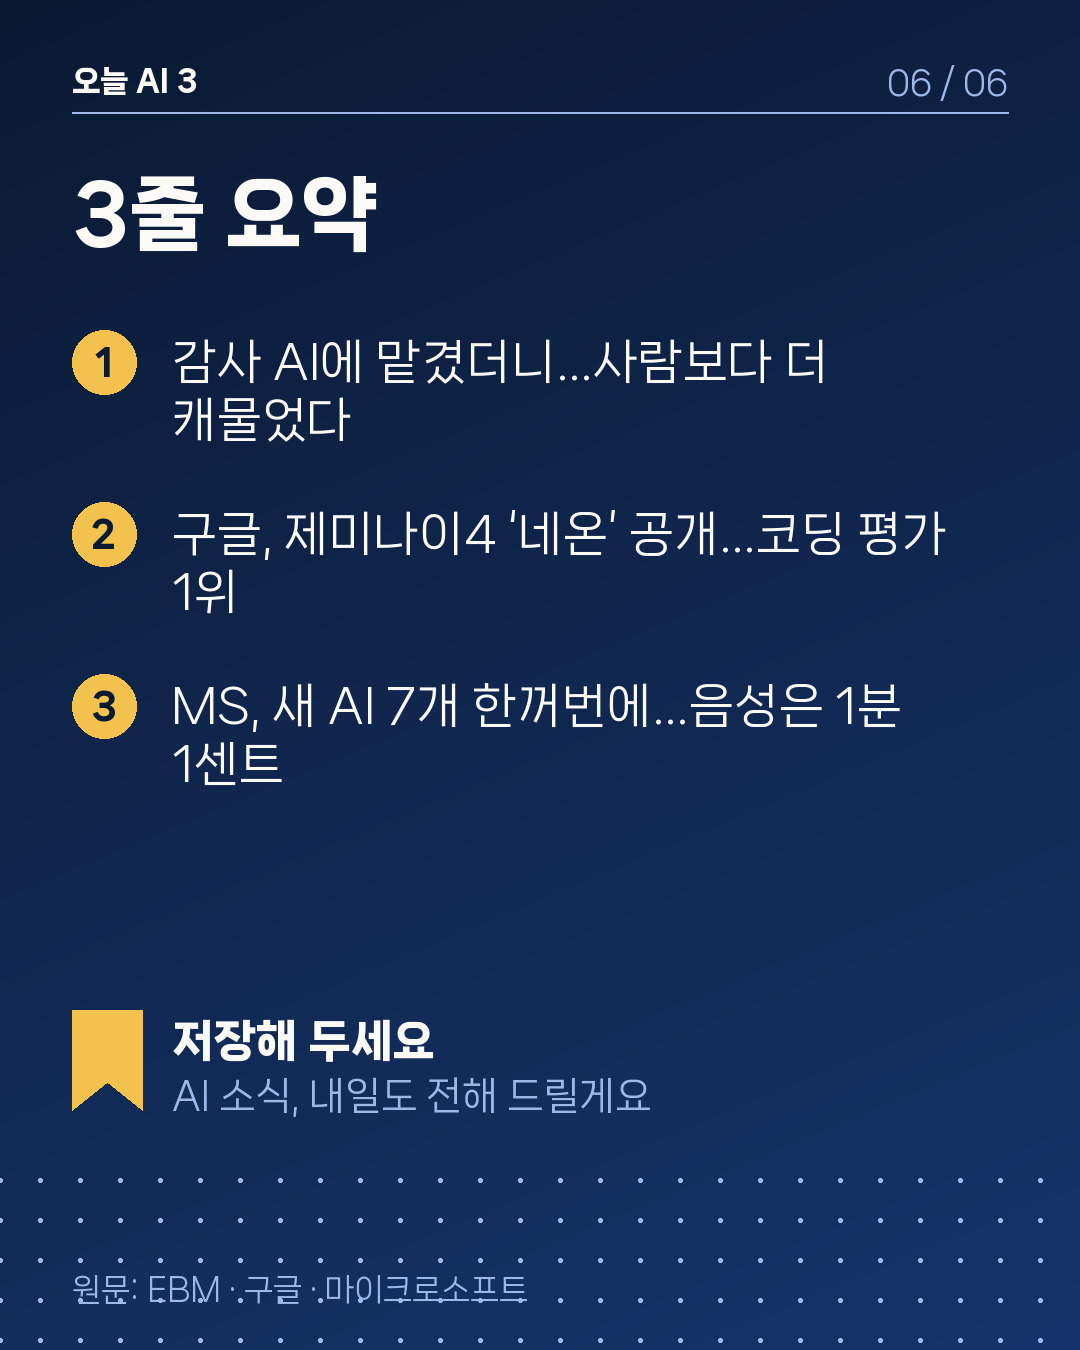 오늘 AI 3
06 / 06
3줄 요약
1 감사 AI에 맡겼더니…사람보다 더
캐물었다
2 구글, 제미나이4 ‘네온’ 공개…코딩 평가
1위
3 MS, 새 AI 7개 한꺼번에…음성은 1분
1센트
저장해 두세요
AI 소식, 내일도 전해 드릴게요
원문: EBM · 구글 · 마이크로소프트